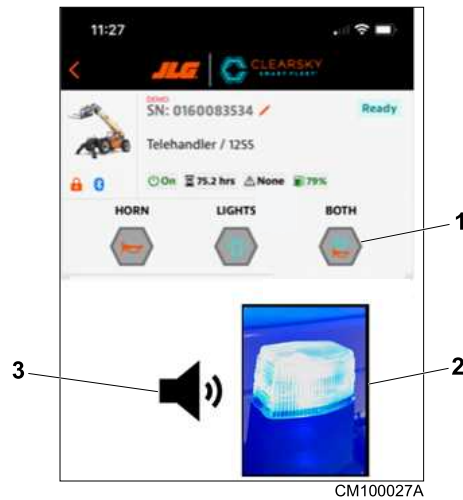 11:27
JLG CLEARSKY
SMART FLEET
DEMO
SN: 0160083534
Ready
Telehandler / 1255
On 75.2 hrs None 79%
HORN LIGHTS BOTH
1
3
2
CM100027A